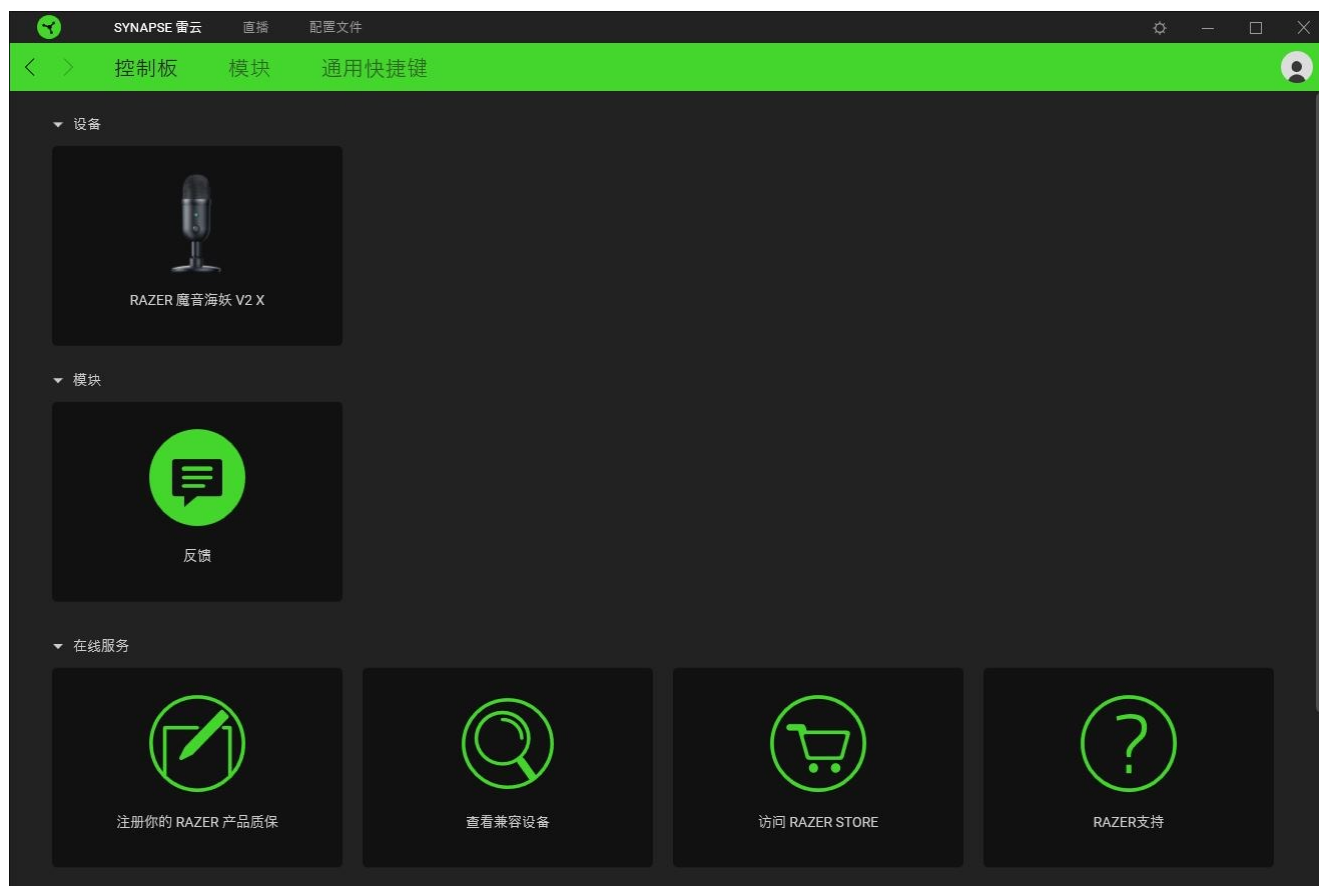 SYNAPSE 雷云 直播 配置文件
控制板 模块 通用快捷键
设备
RAZER 魔音海妖 V2 X
模块
反馈
在线服务
注册你的 RAZER 产品质保 查看兼容设备 访问 RAZER STORE RAZER支持